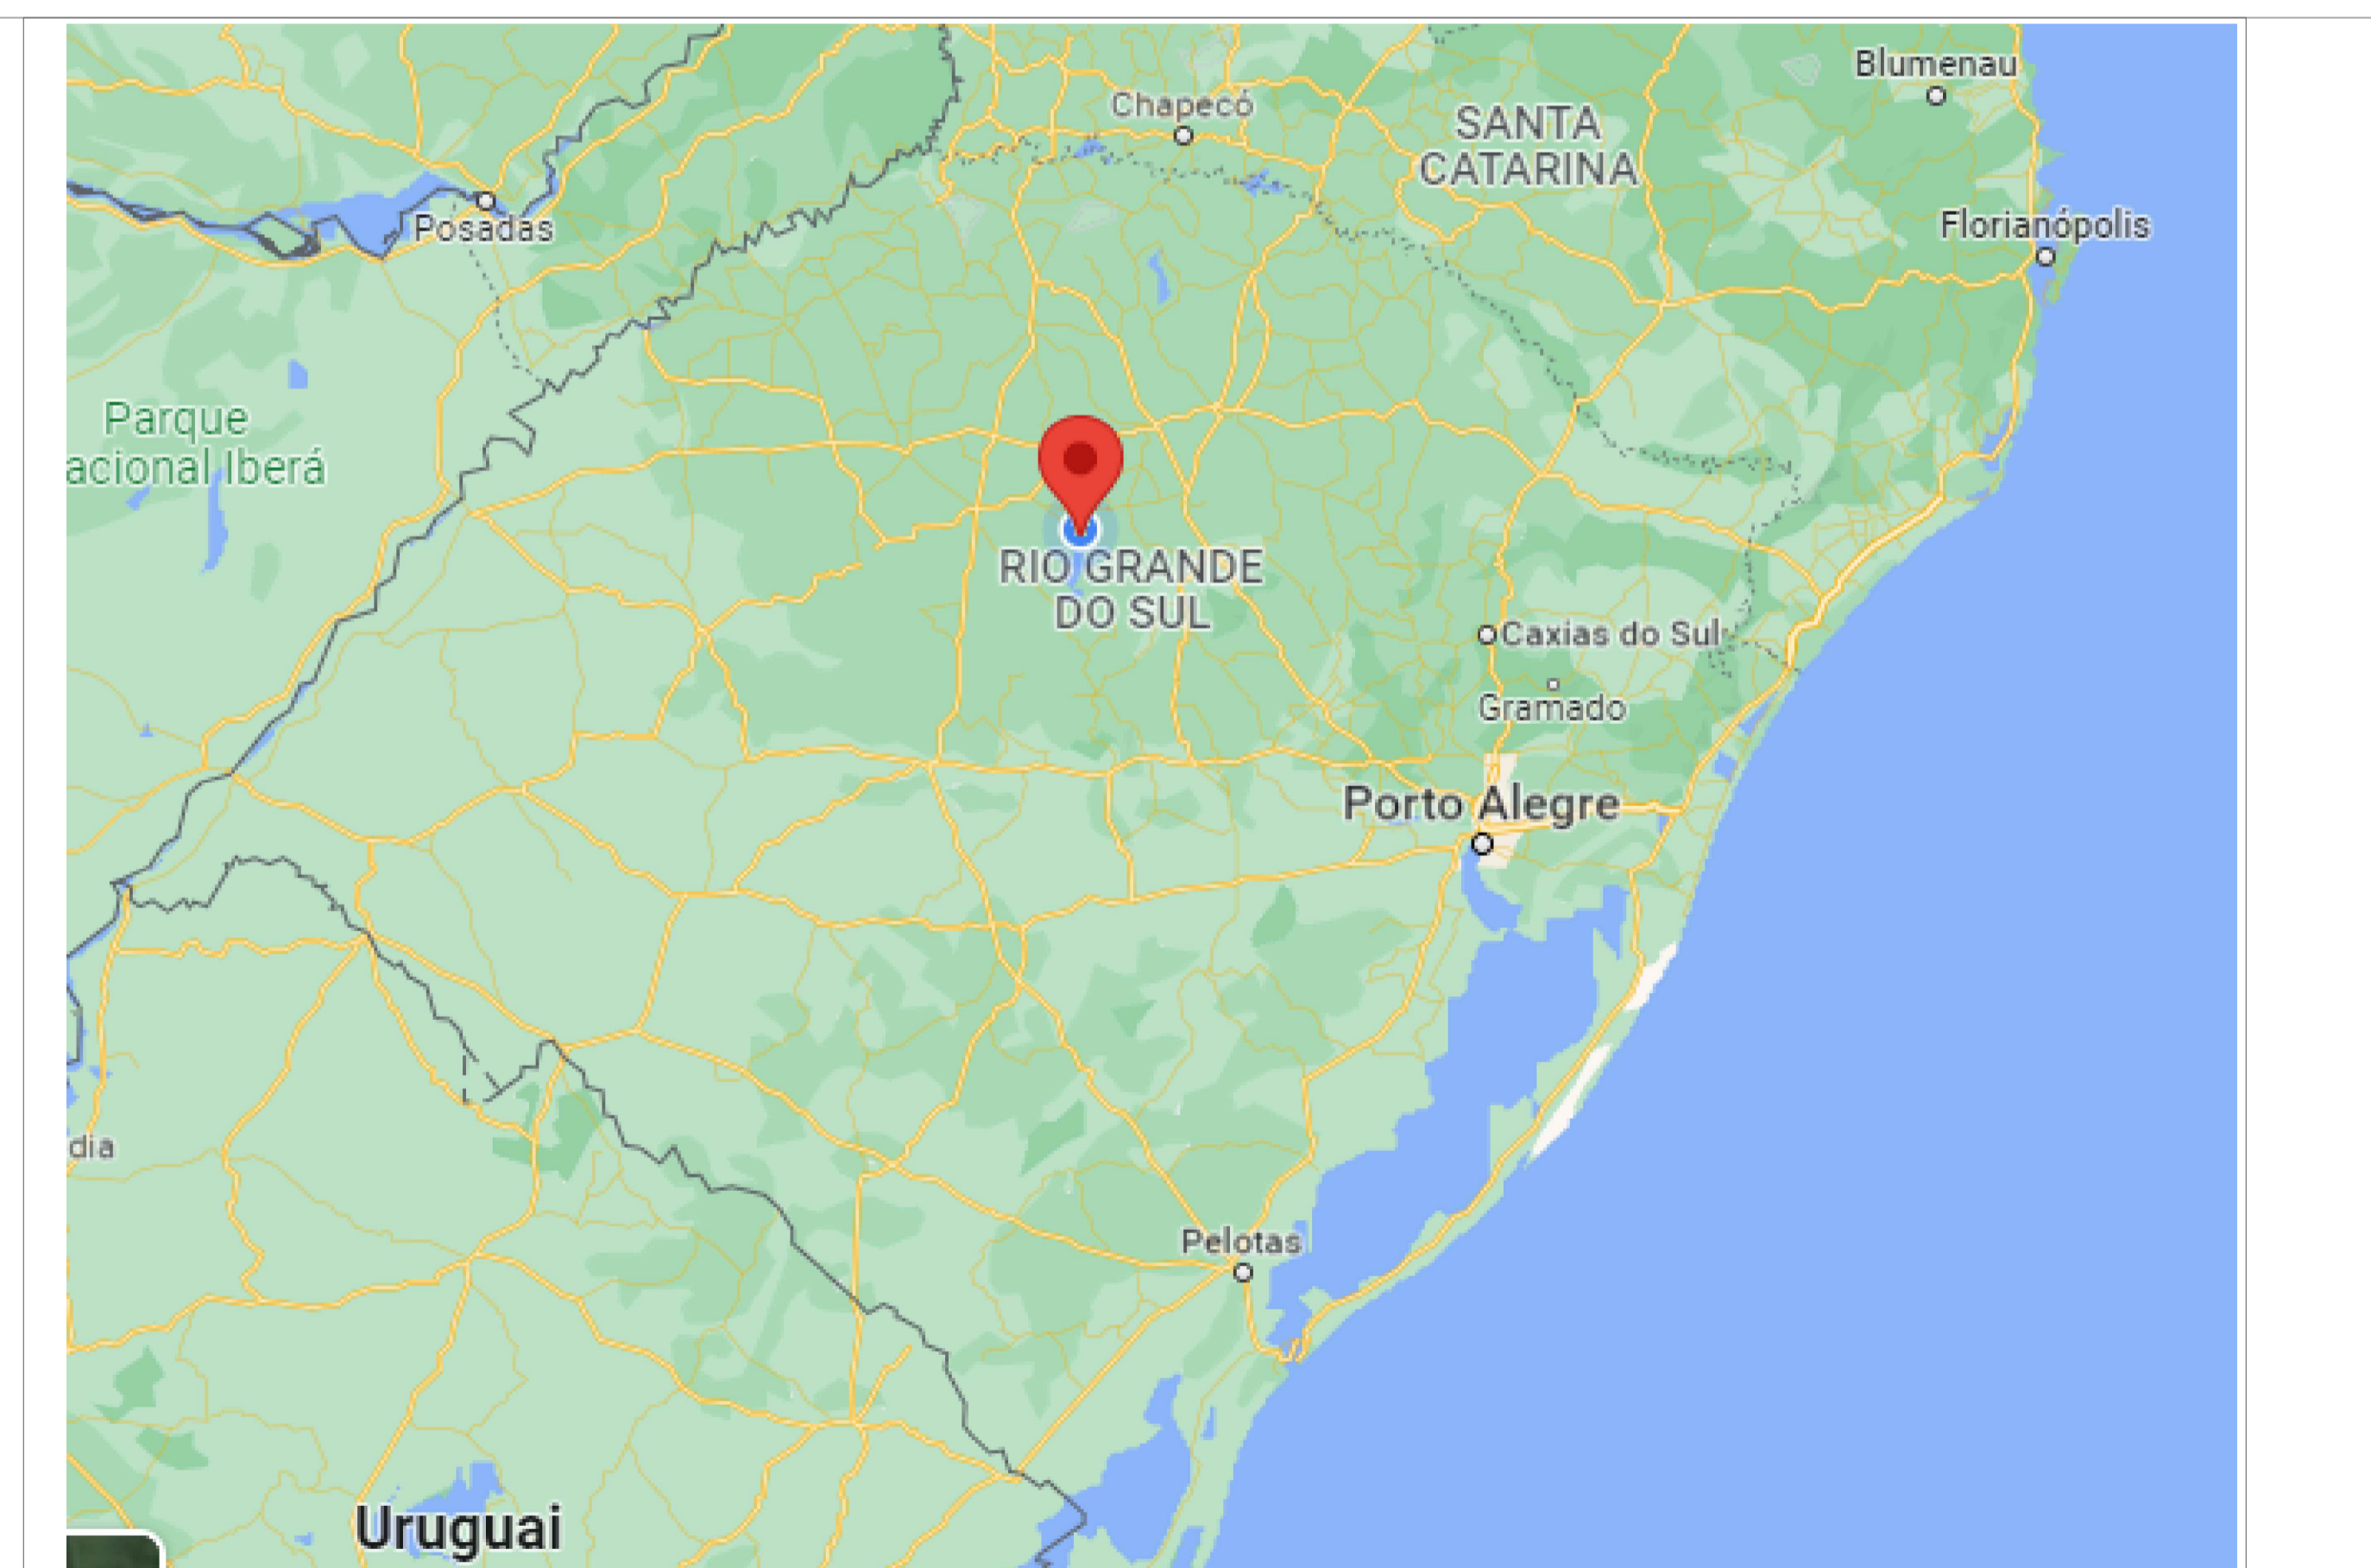 Blumenau
Chapecó
SANTA
CATARINA
Posadas
Florianópolis
Parque
acional Iberá
RIO GRANDE
DO SUL
Caxias do Sul
Gramado
Porto Alegre
dia
Pelotas
Uruguai